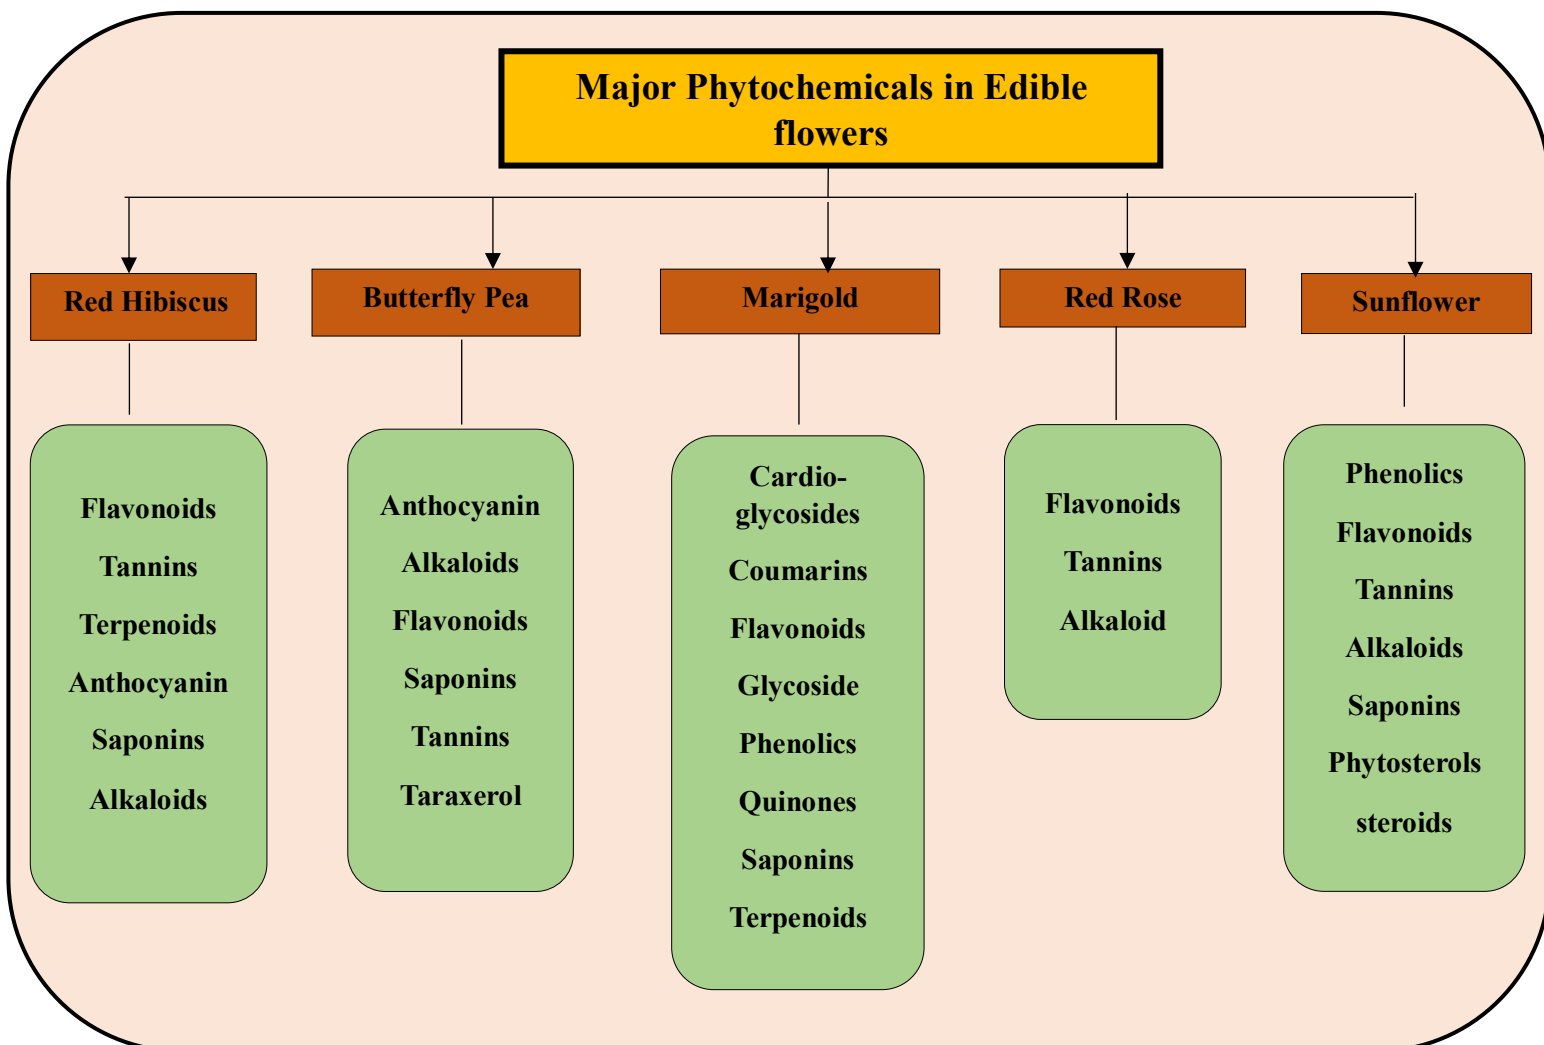 Major Phytochemicals in Edible
flowers
Red Hibiscus
Butterfly Pea
Marigold
Red Rose
Sunflower
Flavonoids
Tannins
Terpenoids
Anthocyanin
Saponins
Alkaloids
Anthocyanin
Alkaloids
Flavonoids
Saponins
Tannins
Taraxerol
Cardio-
glycosides
Coumarins
Flavonoids
Glycoside
Phenolics
Quinones
Saponins
Terpenoids
Flavonoids
Tannins
Alkaloid
Phenolics
Flavonoids
Tannins
Alkaloids
Saponins
Phytosterols
steroids